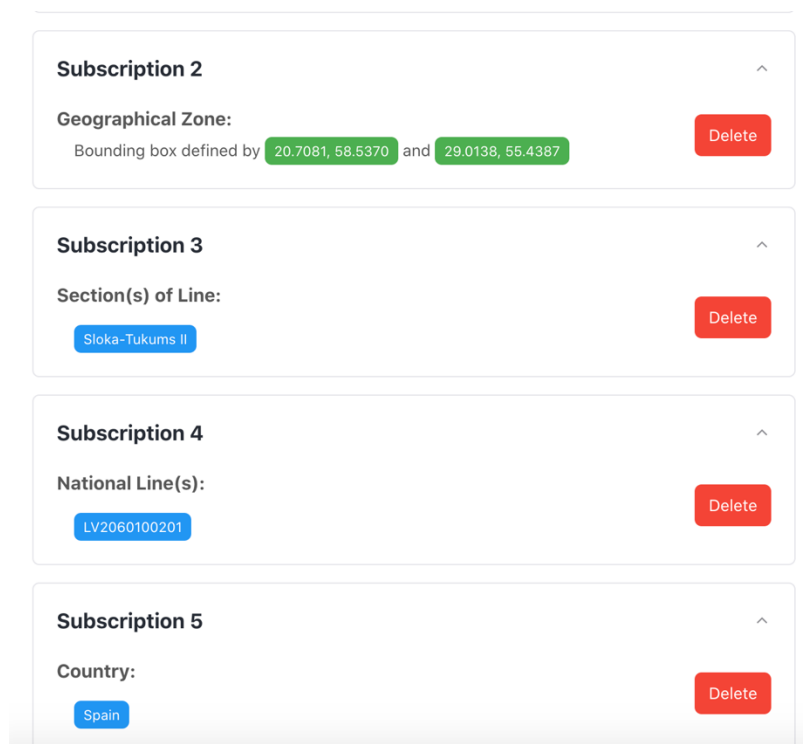 Subscription 2
Geographical Zone:
Bounding box defined by 20.7081, 58.5370 and 29.0138, 55.4387
Delete
Subscription 3
Section(s) of Line:
Sloka-Tukums II
Delete
Subscription 4
National Line(s):
LV2060100201
Delete
Subscription 5
Country:
Spain
Delete